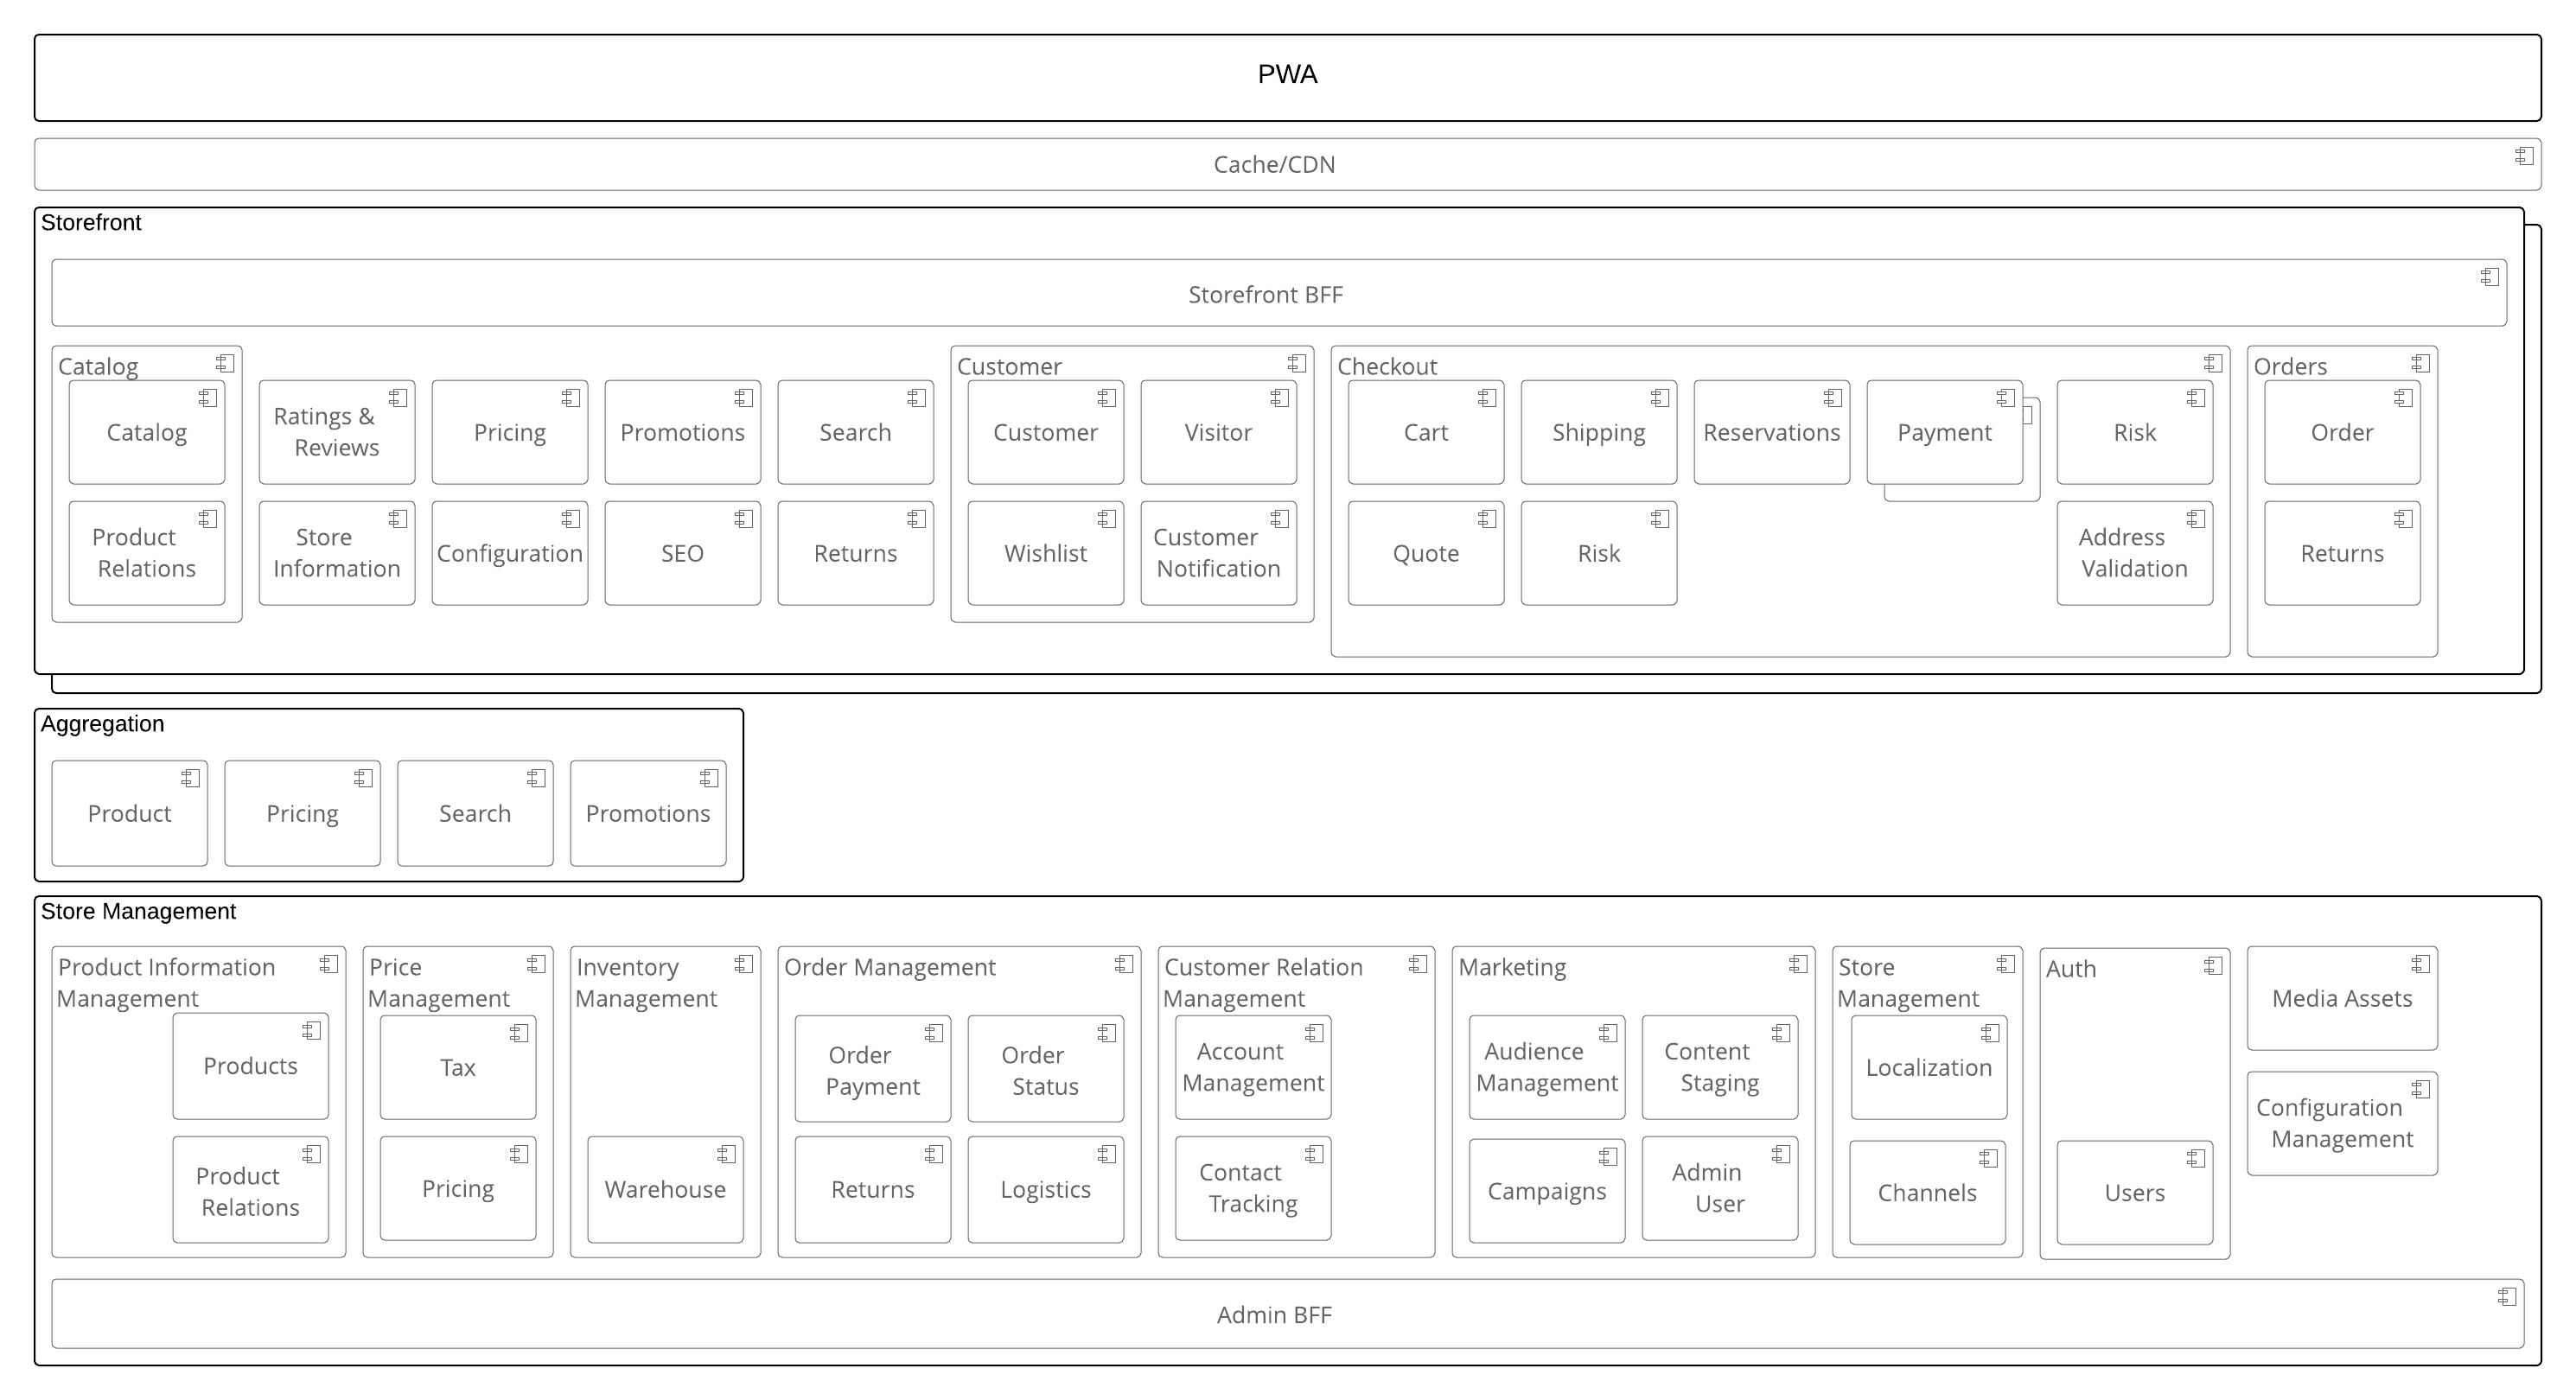 PWA
Cache/CDN
Storefront
Storefront BFF
Catalog
Catalog
Product
Relations
Ratings &
Reviews
Pricing
Promotions
Search
Store
Information
Configuration
SEO
Returns
Customer
Customer
Visitor
Wishlist
Customer
Notification
Checkout
Cart
Shipping
Reservations
Payment
Risk
Quote
Risk
Address
Validation
Orders
Order
Returns
Aggregation
Product
Pricing
Search
Promotions
Store Management
Product Information
Management
Products
Product
Relations
Price
Management
Tax
Pricing
Inventory
Management
Warehouse
Order Management
Order
Payment
Order
Status
Returns
Logistics
Customer Relation
Management
Account
Management
Contact
Tracking
Marketing
Audience
Management
Content
Staging
Campaigns
Admin
User
Store
Management
Localization
Channels
Auth
Users
Media Assets
Configuration
Management
Admin BFF